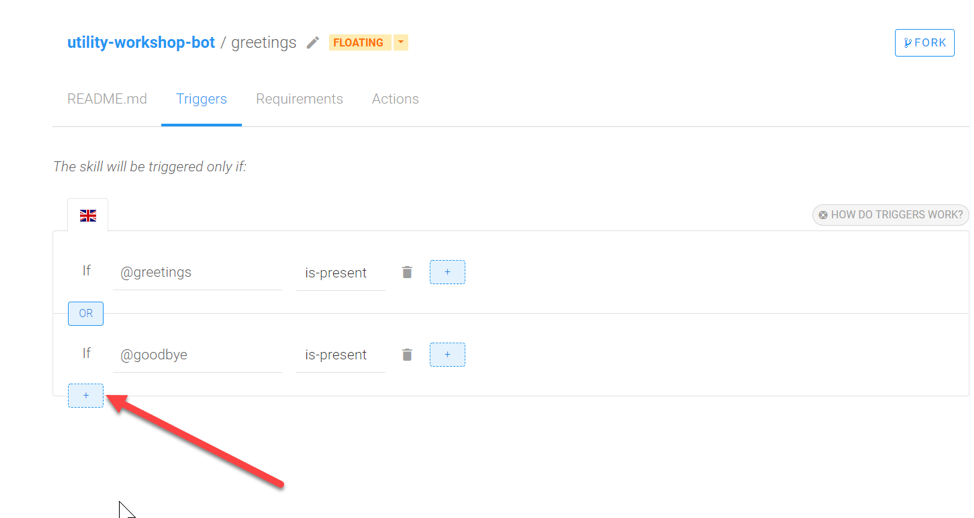 utility-workshop-bot / greetings FLOATING
FORK
README.md Triggers Requirements Actions
The skill will be triggered only if:
HOW DO TRIGGERS WORK?
If @greetings is-present +
OR
If @goodbye is-present +
+